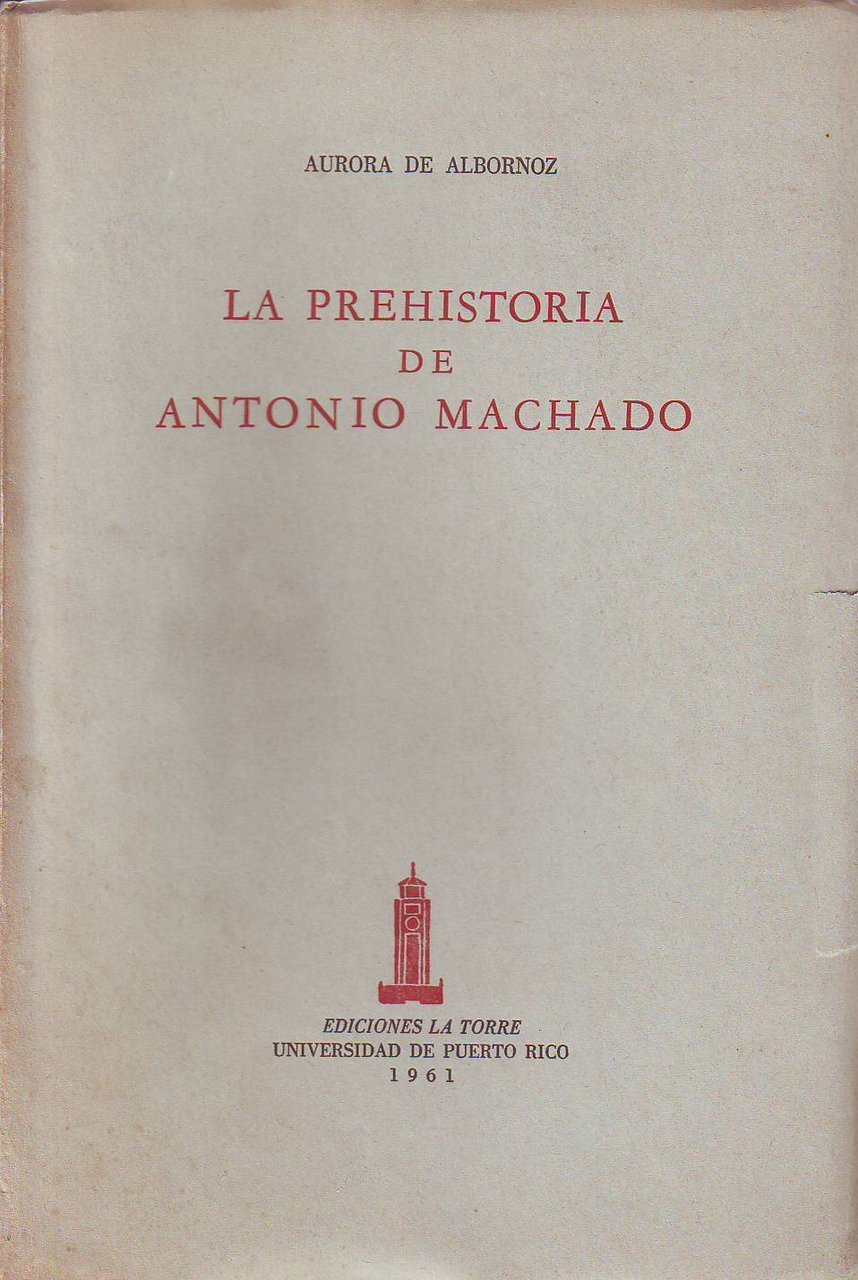 AURORA DE ALBORNOZ
LA PREHISTORIA
DE
ANTONIO MACHADO
EDICIONES LA TORRE
UNIVERSIDAD DE PUERTO RICO
1961